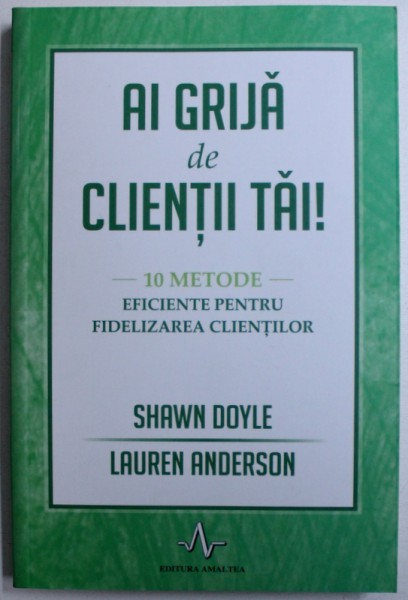 AI GRIJĂ
de
CLIENȚII TĂI!
10 METODE
EFICIENTE PENTRU
FIDELIZAREA CLIENȚILOR
SHAWN DOYLE
LAUREN ANDERSON
EDITURA AMALTEA